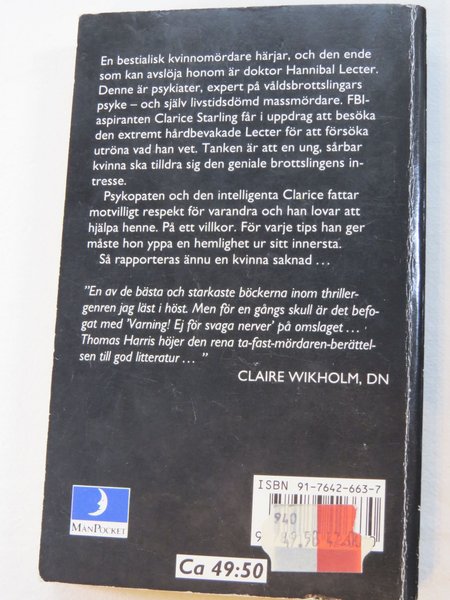 En bestialisk kvinnomördare härjar, och den ende
som kan avslöja honom är doktor Hannibal Lecter.
Denne är psykiater, expert på våldsbrottslingars
psyke – och själv livstidsdömd massmördare. FBI-
aspiranten Clarice Starling får i uppdrag att besöka
den extremt hårdbevakade Lecter för att försöka
utröna vad han vet. Tanken är att en ung, sårbar
kvinna ska tilldra sig den geniale brottslingens in-
tresse.
Psykopaten och den intelligenta Clarice fattar
motvilligt respekt för varandra och han lovar att
hjälpa henne. På ett villkor. För varje tips han ger
måste hon yppa en hemlighet ur sitt innersta.
Så rapporteras ännu en kvinna saknad . . .
”En av de bästa och starkaste böckerna inom thriller-
genren jag läst i höst. Men för en gångs skull är det befo-
gat med ’Varning! Ej för svaga nerver’ på omslaget . . .
Thomas Harris höjer den rena ta-fast-mördaren-berättel-
sen till god litteratur . . . ”
CLAIRE WIKHOLM, DN
ISBN 91-7642-663-7
940
49.50
MånPocket
Ca 49:50